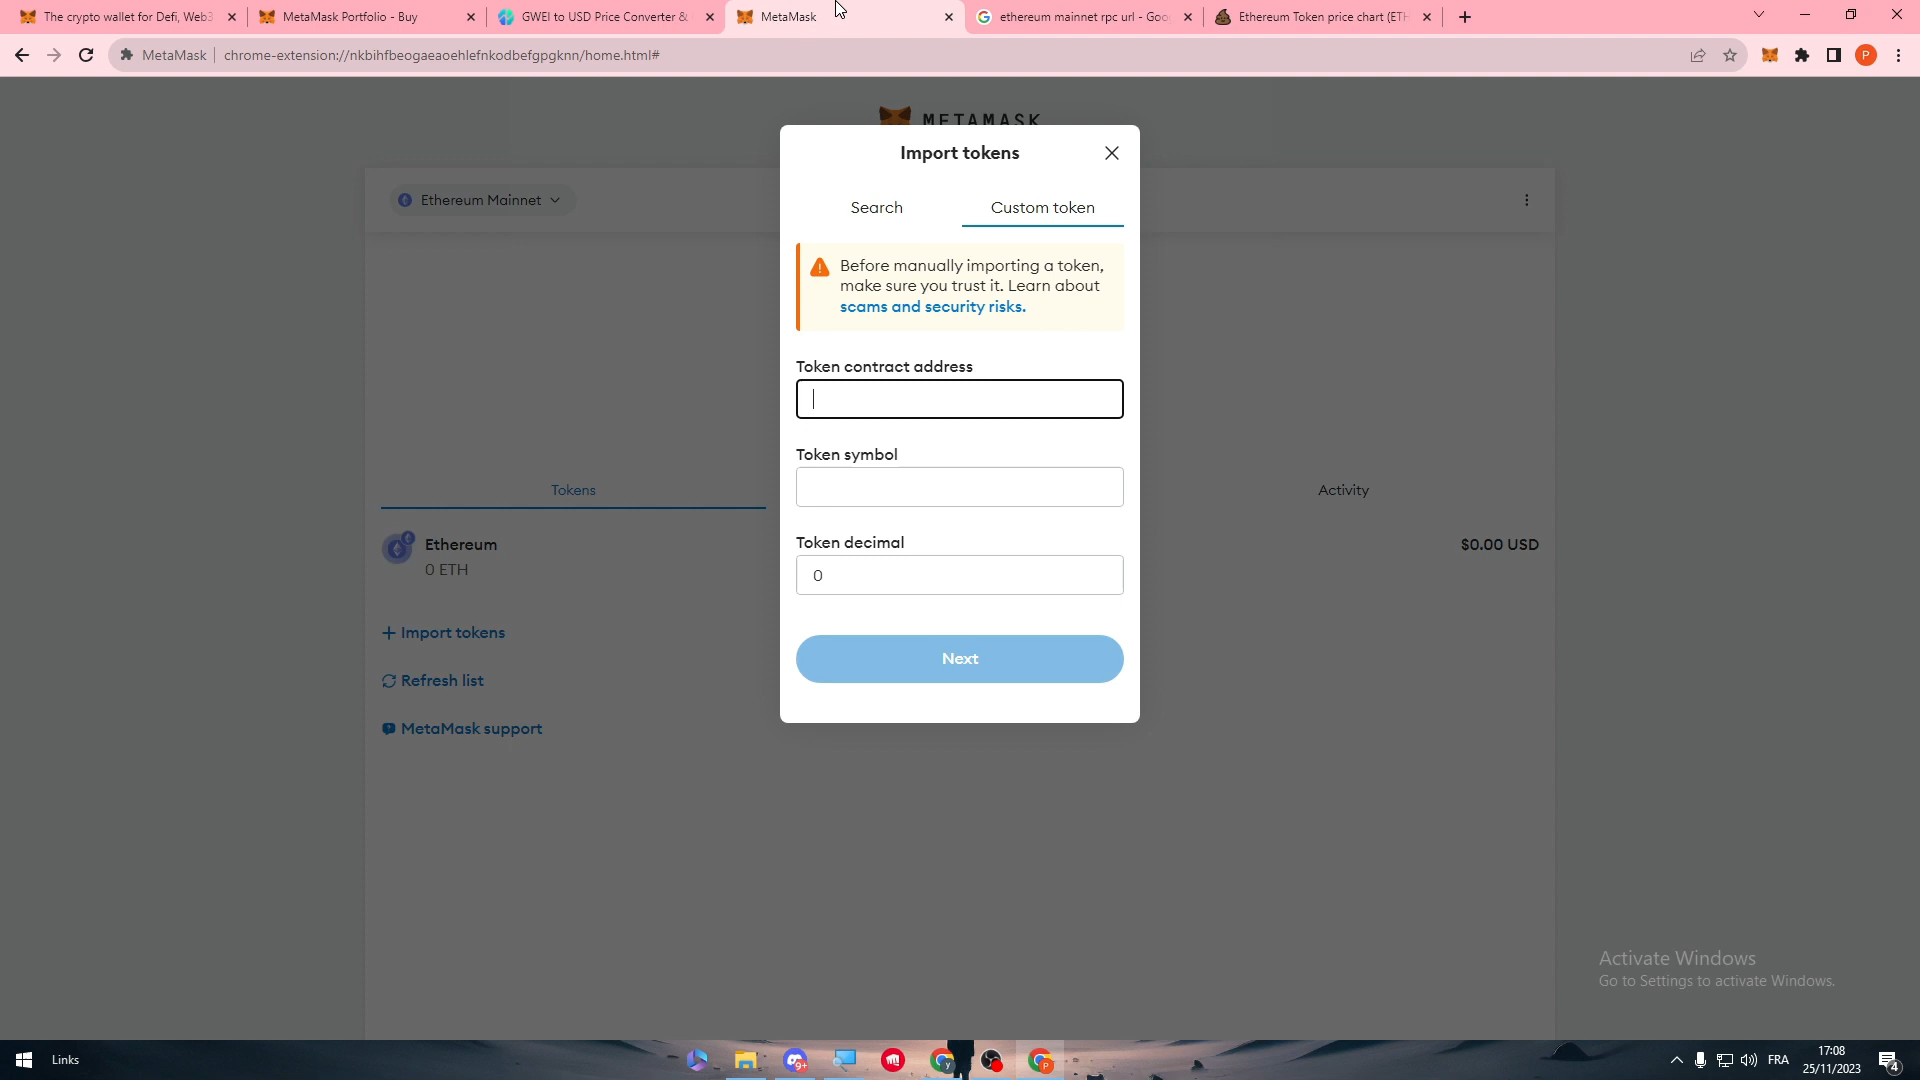 The crypto wallet for Defi, Web3
MetaMask Portfolio - Buy
GWEI to USD Price Converter &
MetaMask
ethereum mainnet rpc url - Goo
Ethereum Token price chart (ETH
MetaMask
chrome-extension://nkbihfbeogaeaoehlefnkodbefgpgknn/home.html#
P
METAMASK
Ethereum Mainnet
Import tokens
Search
Custom token
Before manually importing a token,
make sure you trust it. Learn about
scams and security risks.
Token contract address
Token symbol
Token decimal
0
Next
Tokens
Activity
Ethereum
0 ETH
$0.00 USD
+ Import tokens
Refresh list
MetaMask support
Activate Windows
Go to Settings to activate Windows.
Links
9+
y
P
FRA
17:08
25/11/2023
4